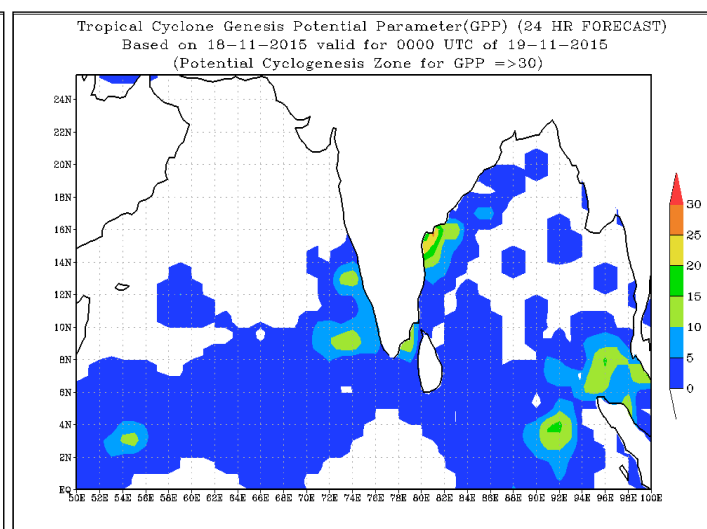 Tropical Cyclone Genesis Potential Parameter(GPP) (24 HR FORECAST)
Based on 18-11-2015 valid for 0000 UTC of 19-11-2015
(Potential Cyclogenesis Zone for GPP =>30)
24N
22N
20N
18N
16N
14N
12N
10N
8N
6N
4N
2N
EQ
50E 52E 54E 56E 58E 60E 62E 64E 66E 68E 70E 72E 74E 76E 78E 80E 82E 84E 86E 88E 90E 92E 94E 96E 98E 100E
30
25
20
15
10
5
0